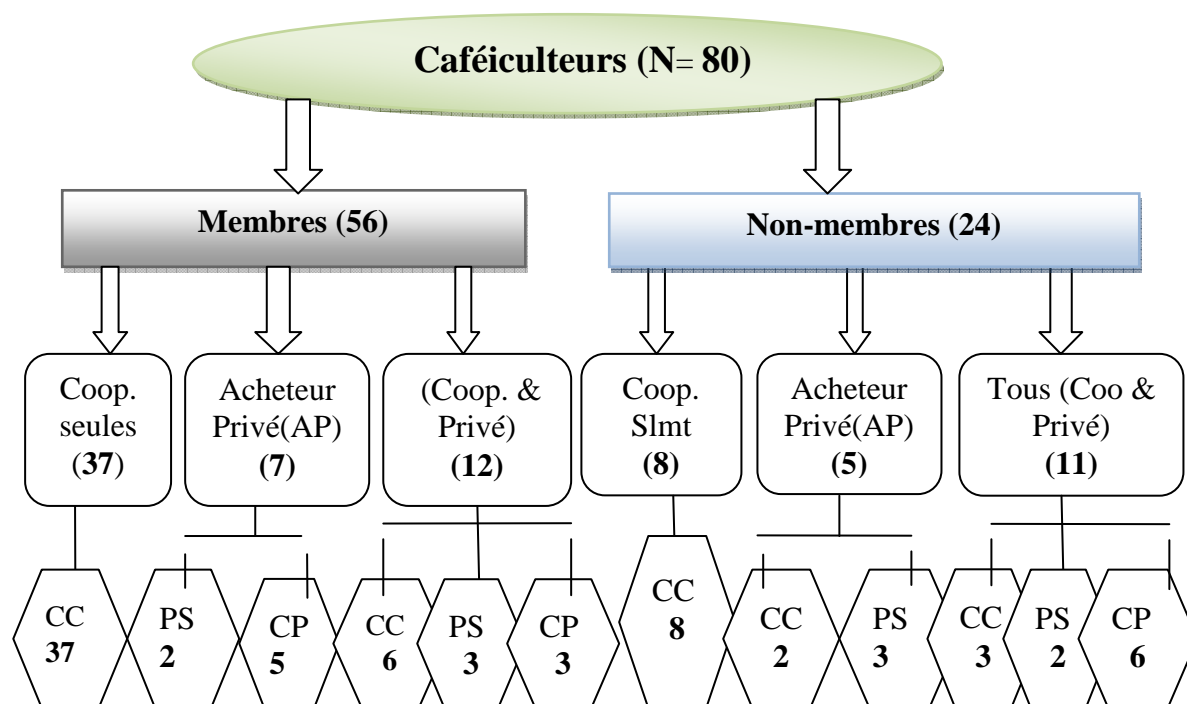 Caféiculteurs (N= 80)
Membres (56)
Non-membres (24)
Coop.
seules
(37)
Acheteur
Privé(AP)
(7)
(Coop. &
Privé)
(12)
Coop.
Slmt
(8)
Acheteur
Privé(AP)
(5)
Tous (Coo &
Privé)
(11)
CC
37
PS
2
CP
5
CC
6
PS
3
CP
3
CC
8
CC
2
PS
3
CC
3
PS
2
CP
6